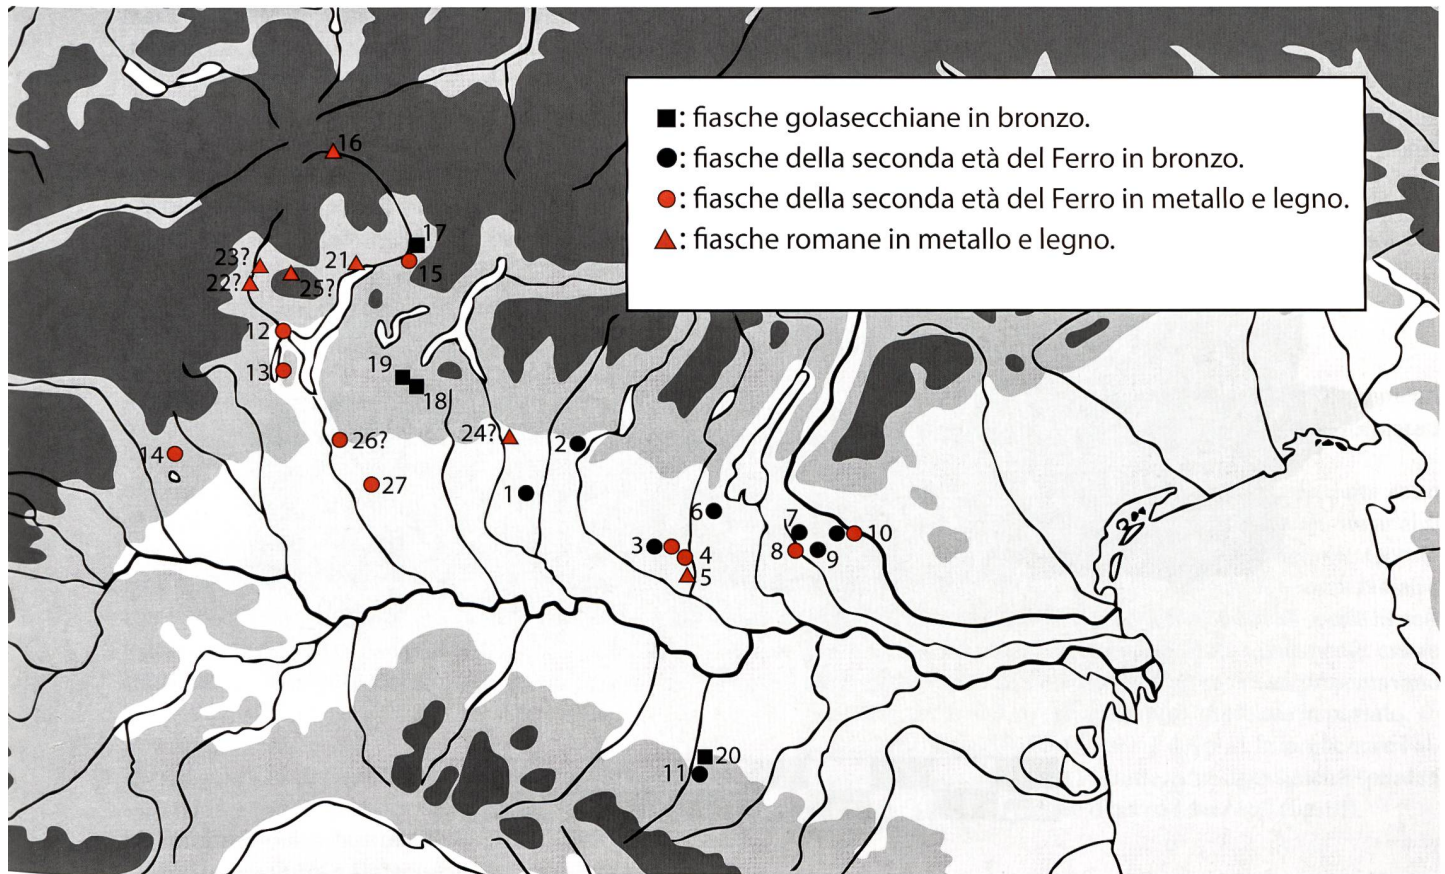 ■: fiasche golasecchiane in bronzo.
●: fiasche della seconda età del Ferro in bronzo.
●: fiasche della seconda età del Ferro in metallo e legno.
▲: fiasche romane in metallo e legno.
16
17
23? 21
15
22? 25?
12
13
19
18
26? 24? 2
14
27
1
6
7
3 4 8 9 10
5
20
11